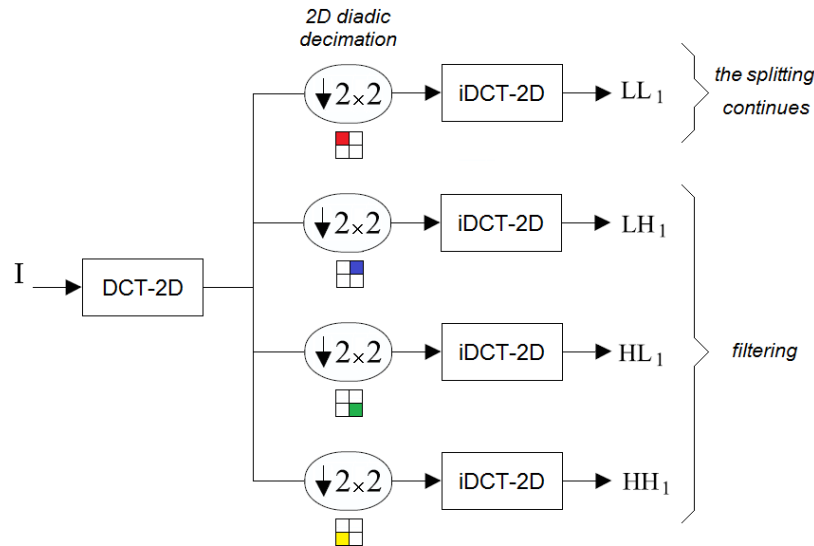 2D diadic
decimation
↓ 2×2
iDCT-2D
LL 1
the splitting
continues
↓ 2×2
iDCT-2D
LH 1
I
DCT-2D
↓ 2×2
iDCT-2D
HL 1
filtering
↓ 2×2
iDCT-2D
HH 1